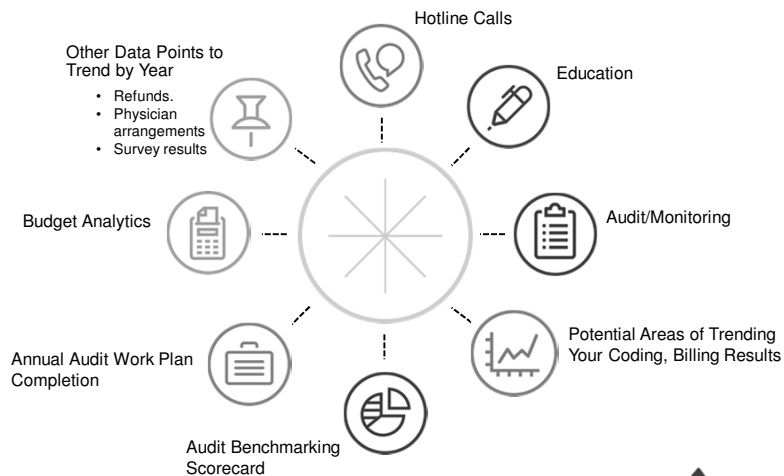 Hotline Calls
Other Data Points to
Trend by Year
• Refunds.
• Physician
arrangements
• Survey results
Education
Budget Analytics
Audit/Monitoring
Annual Audit Work Plan
Completion
Potential Areas of Trending
Your Coding, Billing Results
Audit Benchmarking
Scorecard